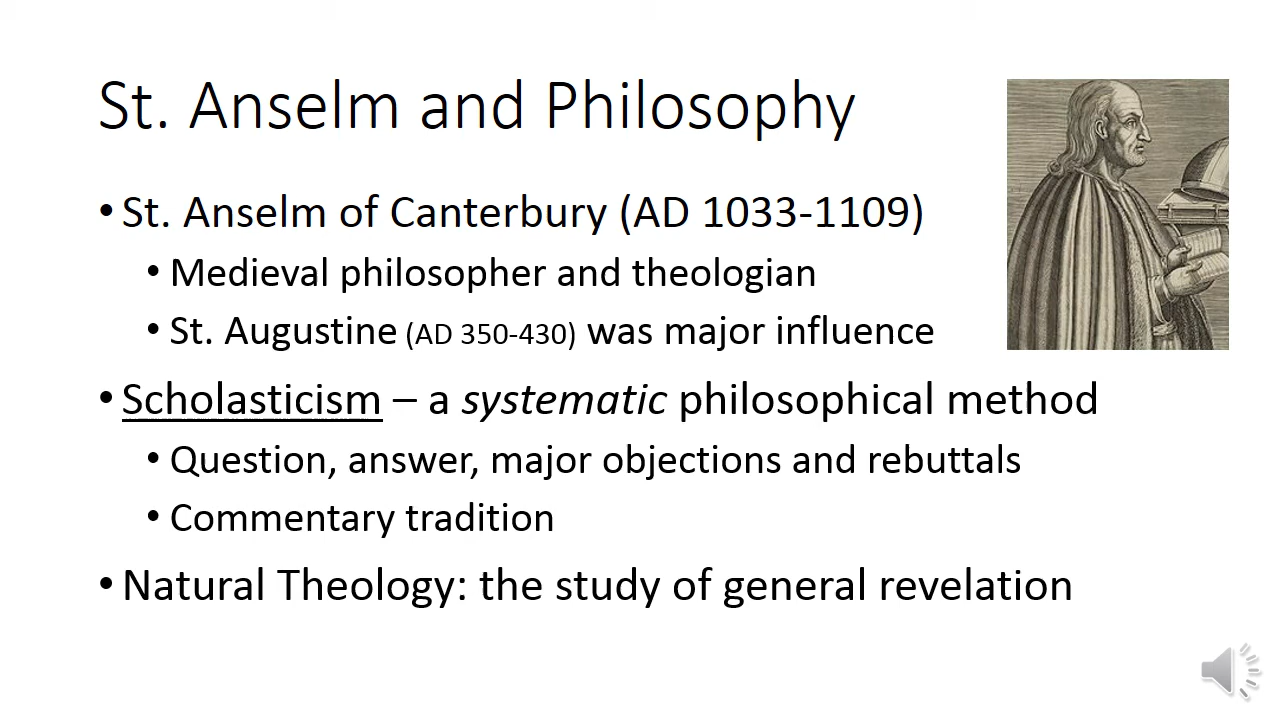 St. Anselm and Philosophy
• St. Anselm of Canterbury (AD 1033-1109)
• Medieval philosopher and theologian
• St. Augustine (AD 350-430) was major influence
• Scholasticism – a systematic philosophical method
• Question, answer, major objections and rebuttals
• Commentary tradition
• Natural Theology: the study of general revelation